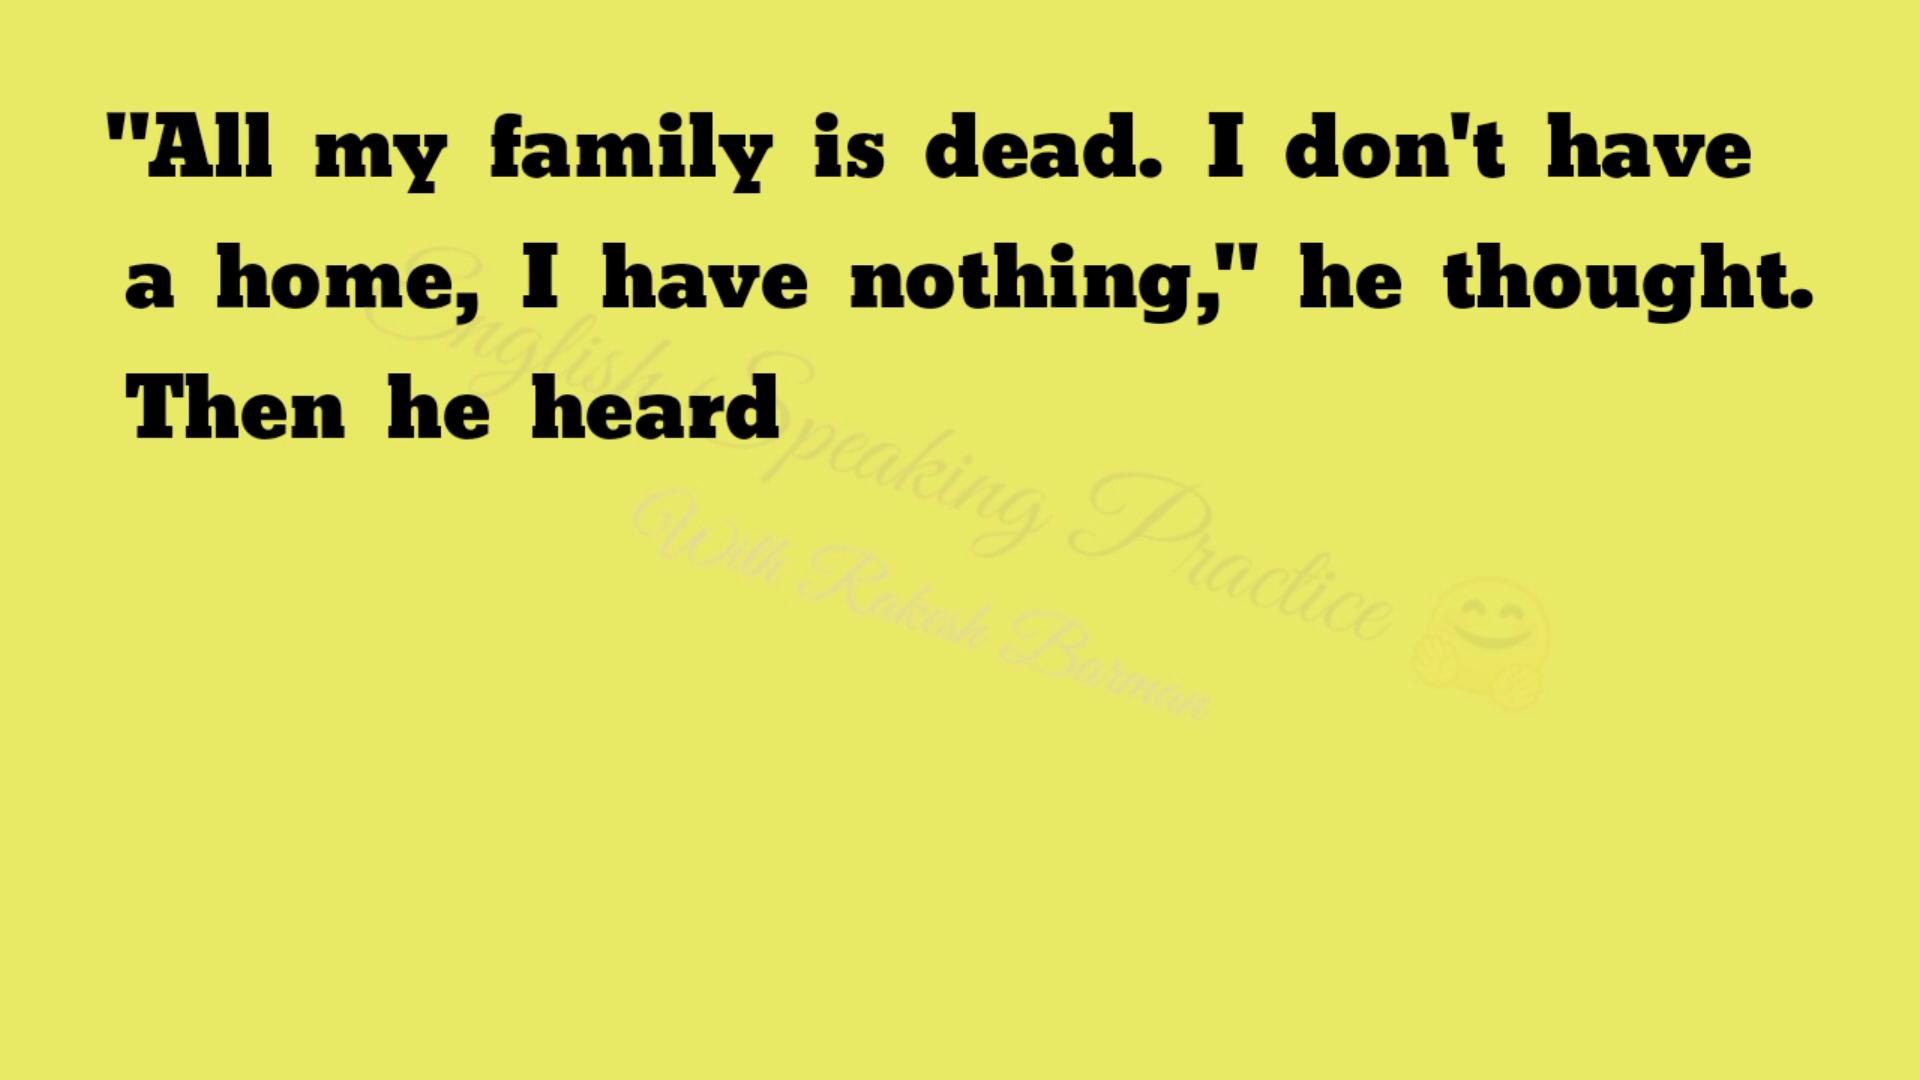 "All my family is dead. I don't have
a home, I have nothing," he thought.
Then he heard
English Speaking Practice
With Rakesh Barman